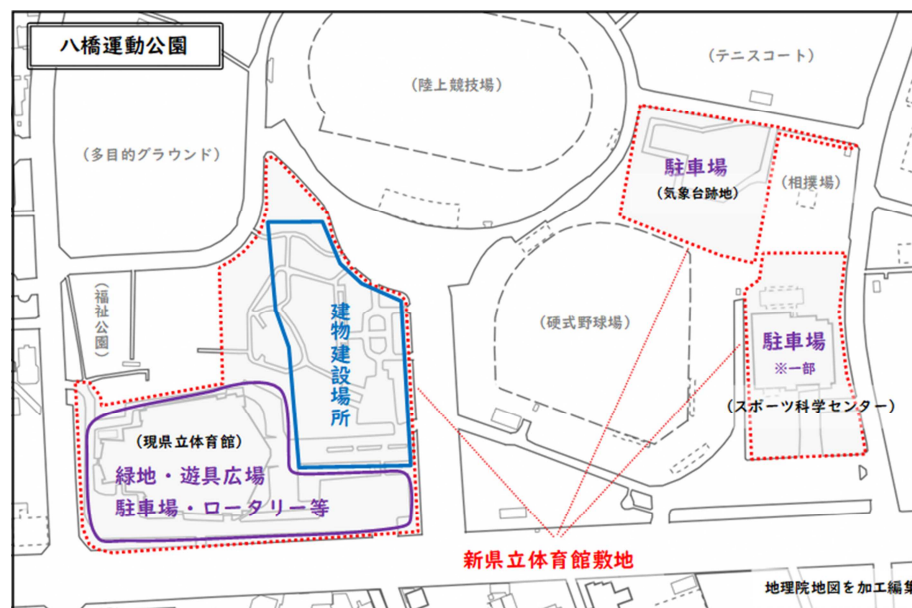 八橋運動公園
（陸上競技場）
（テニスコート）
（多目的グラウンド）
駐車場
（気象台跡地）
（相撲場）
（福祉公園）
建物建設場所
（硬式野球場）
駐車場
※一部
（スポーツ科学センター）
（現県立体育館）
緑地・遊具広場
駐車場・ロータリー等
新県立体育館敷地
地理院地図を加工編集